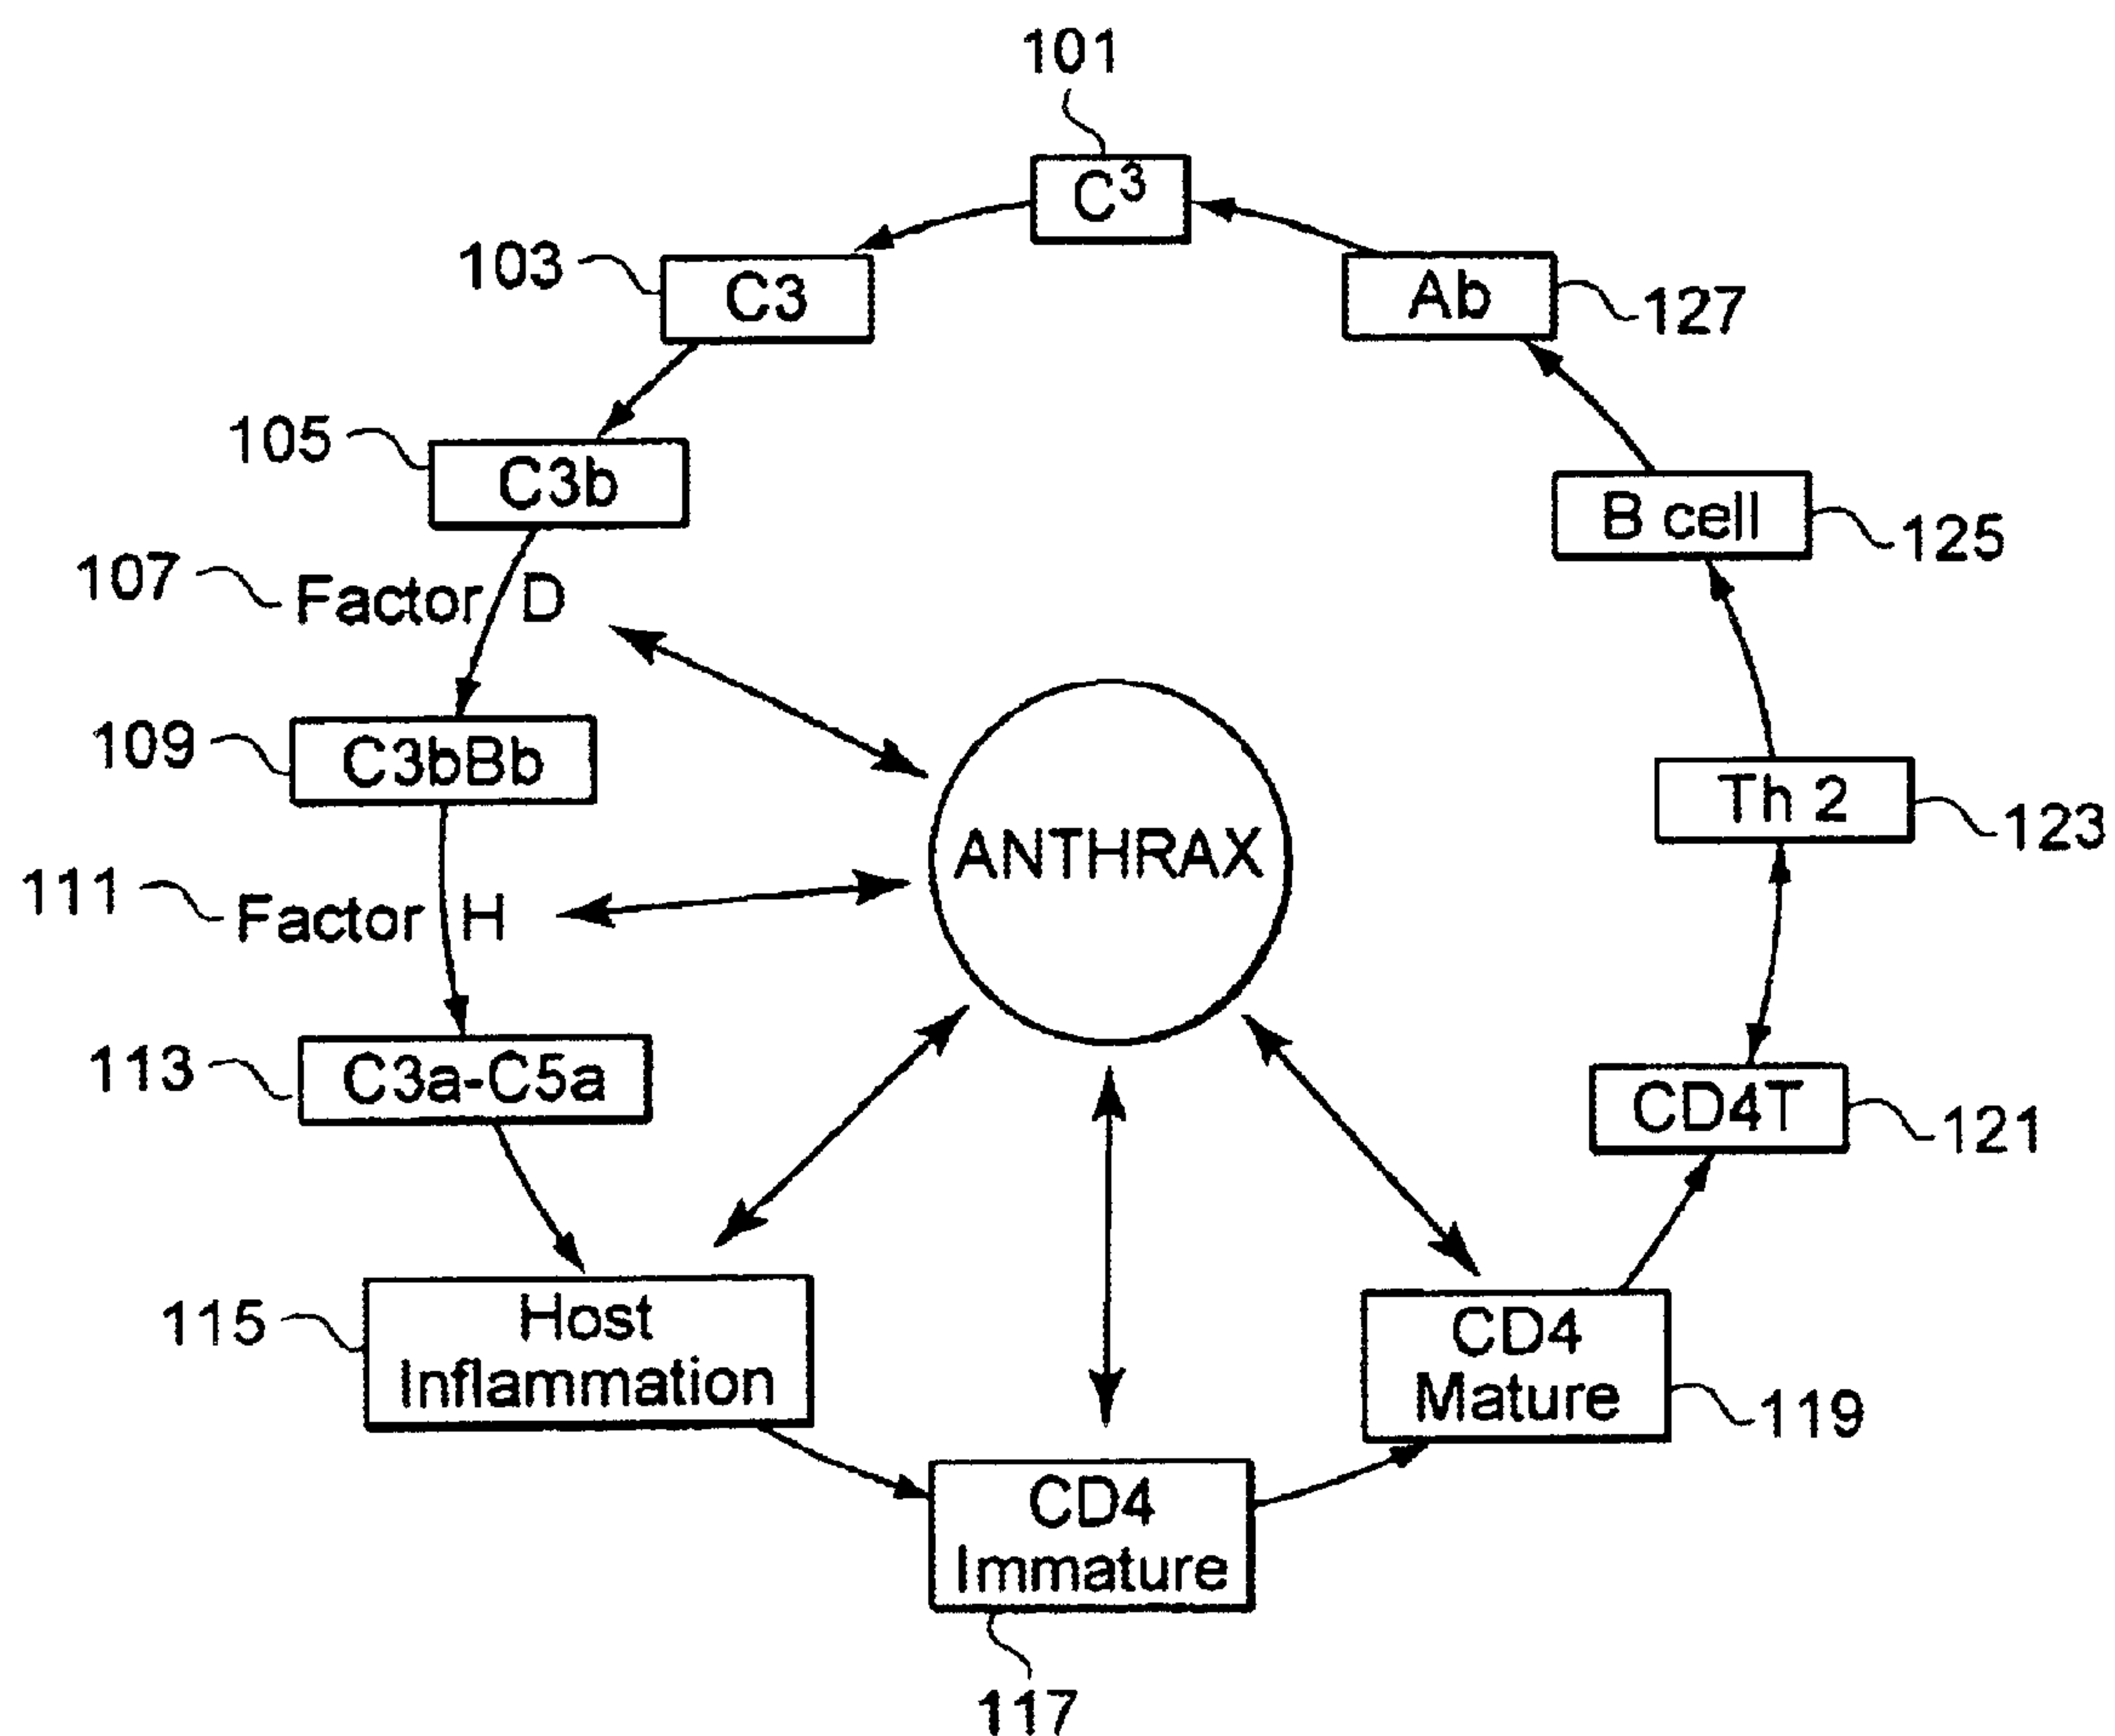 101
C³
103
C3
Ab
127
105
C3b
B cell
125
107
Factor D
109
C3bBb
Th 2
123
ANTHRAX
111
Factor H
113
C3a-C5a
CD4T
121
115
Host
Inflammation
CD4
Mature
119
CD4
Immature
117